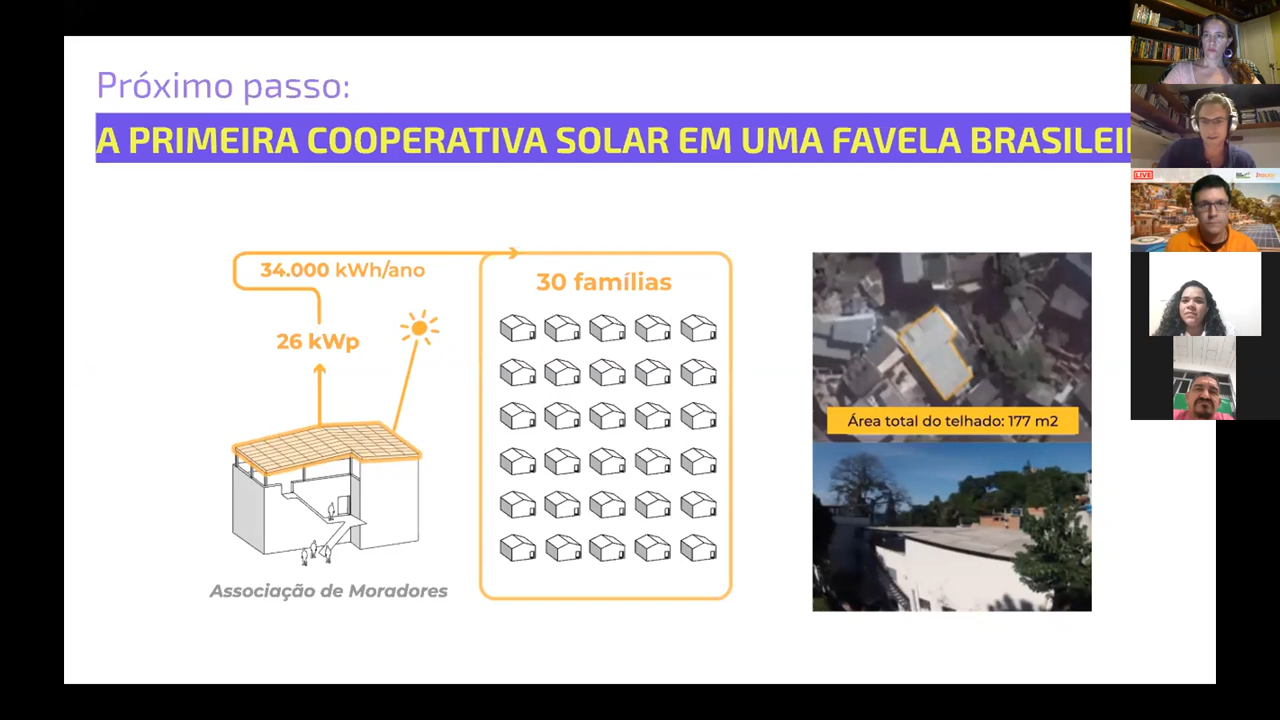 Próximo passo:
A PRIMEIRA COOPERATIVA SOLAR EM UMA FAVELA BRASILEI
34.000 kWh/ano
26 kWp
30 famílias
Associação de Moradores
Área total do telhado: 177 m2
LIVE